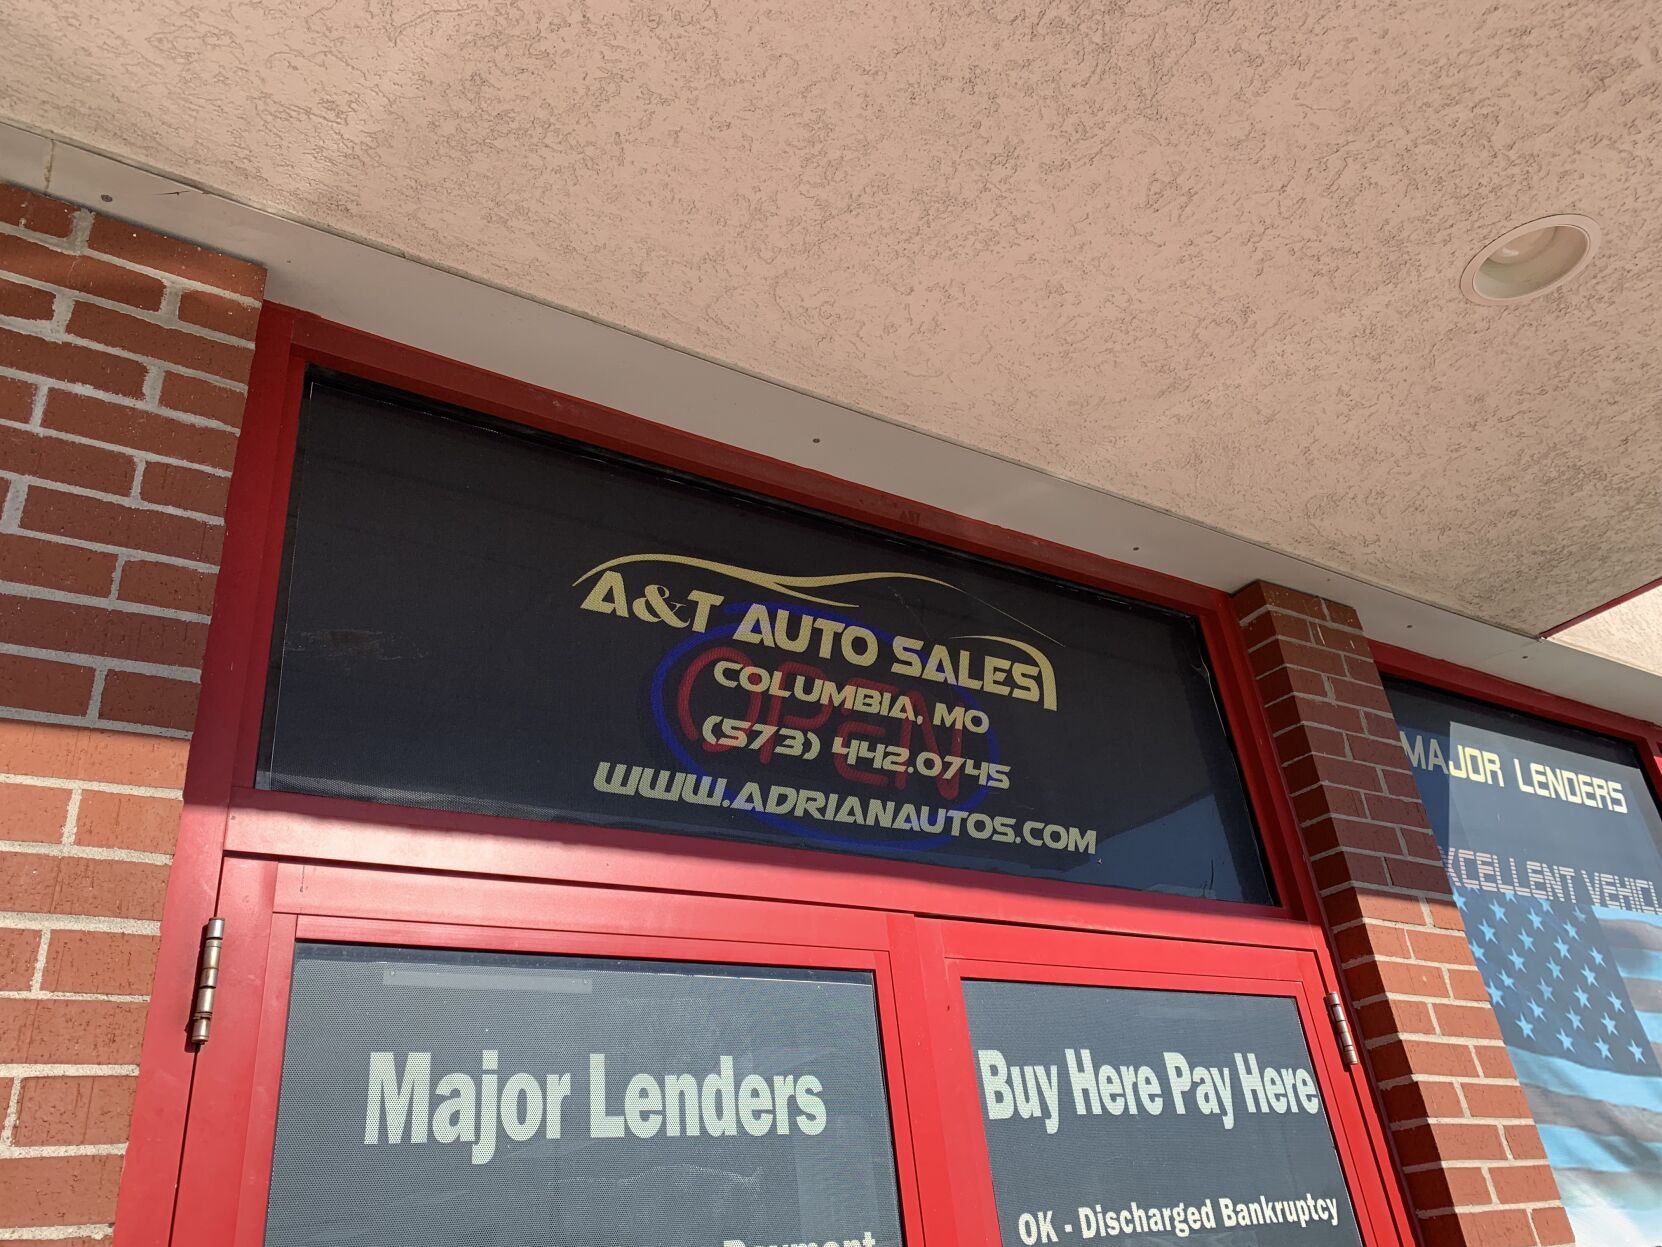 A&T AUTO SALES
COLUMBIA, MO
(573) 442.0745
WWW.ADRIANAUTOS.COM
OPEN
MAJOR LENDERS
XCELLENT VEHICL
Major Lenders
Buy Here Pay Here
OK - Discharged Bankruptcy
Payment